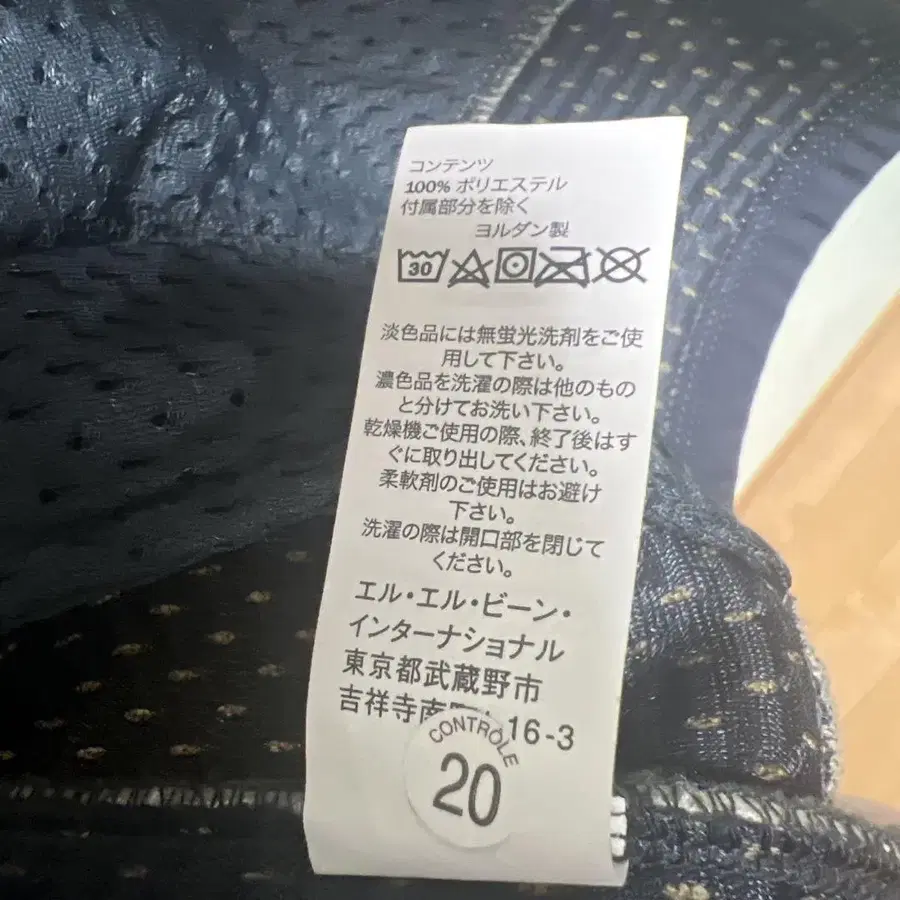 コンテンツ
100% ポリエステル
付属部分を除く
ヨルダン製
30
淡色品には無蛍光洗剤をご使
用して下さい。
濃色品を洗濯の際は他のもの
と分けてお洗い下さい。
乾燥機ご使用の際、終了後はす
ぐに取り出してください。
柔軟剤のご使用はお避け
下さい。
洗濯の際は開口部を閉じて
ください。
エル・エル・ビーン・
インターナショナル
東京都武蔵野市
吉祥寺南 16-3
CONTRÔLE
20